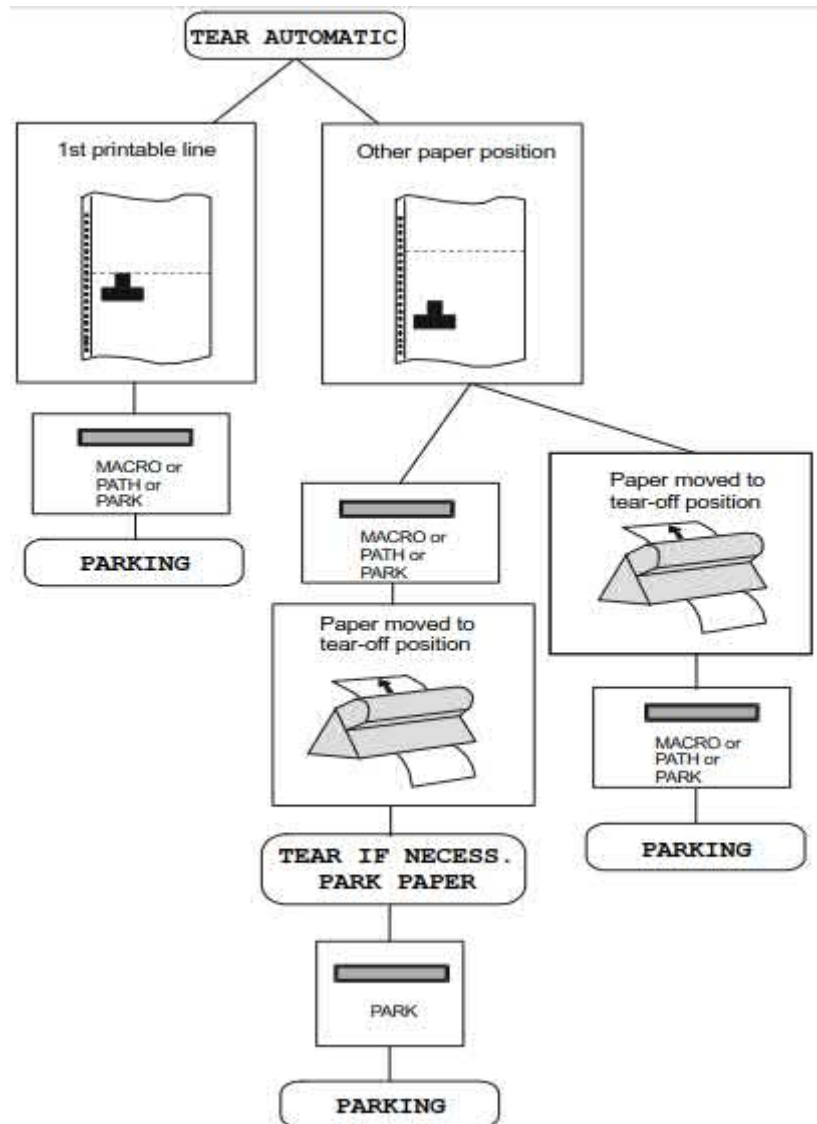 TEAR AUTOMATIC
1st printable line
Other paper position
MACRO or
PATH or
PARK
PARKING
MACRO or
PATH or
PARK
Paper moved to
tear-off position
TEAR IF NECESS.
PARK PAPER
PARK
PARKING
Paper moved to
tear-off position
MACRO or
PATH or
PARK
PARKING